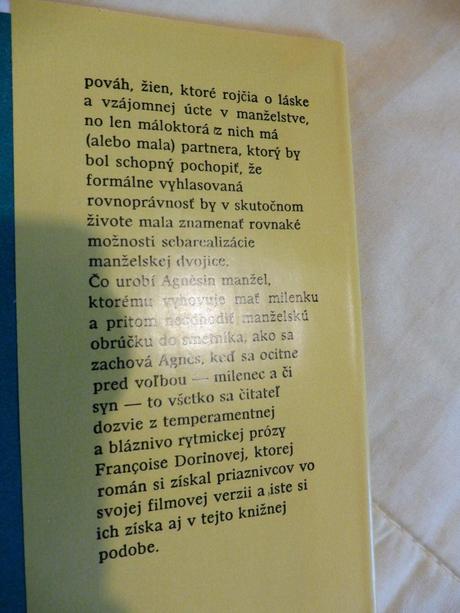 pováh, žien, ktoré rojčia o láske
a vzájomnej úcte v manželstve,
no len máloktorá z nich má
(alebo mala) partnera, ktorý by
bol schopný pochopiť, že
formálne vyhlasovaná
rovnoprávnosť by v skutočnom
živote mala znamenať rovnaké
možnosti sebarealizácie
manželskej dvojice.
Čo urobí Agnèsin manžel,
ktorému vyhovuje mať milenku
a pritom neodhodiť manželskú
obrúčku do smetníka, ako sa
zachová Agnès, keď sa ocitne
pred voľbou — milenec a či
syn — to všetko sa čitateľ
dozvie z temperamentnej
a bláznivo rytmickej prózy
Françoise Dorinovej, ktorej
román si získal priaznivcov vo
svojej filmovej verzii a iste si
ich získa aj v tejto knižnej
podobe.